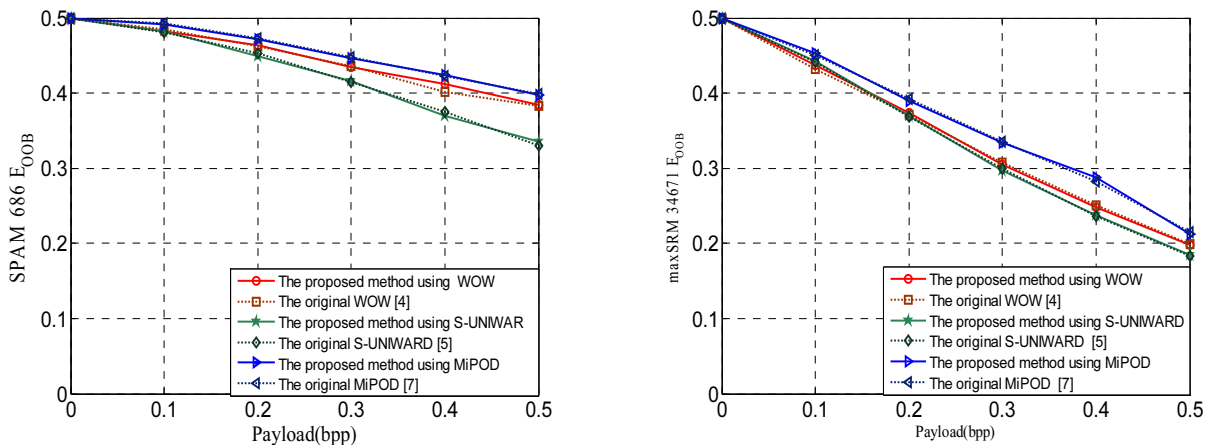 SPAM 686 E_OOB
0.5
0.4
0.3
0.2
0.1
0
The proposed method using WOW
The original WOW [4]
The proposed method using S-UNIWAR
The original S-UNIWARD [5]
The proposed method using MiPOD
The original MiPOD [7]
0 0.1 0.2 0.3 0.4 0.5
Payload(bpp)
maxSRM 34671 E_OOB
0.5
0.4
0.3
0.2
0.1
0
The proposed method using WOW
The original WOW [4]
The proposed method using S-UNIWARD
The original S-UNIWARD [5]
The proposed method using MiPOD
The original MiPOD [7]
0 0.1 0.2 0.3 0.4 0.5
Payload(bpp)